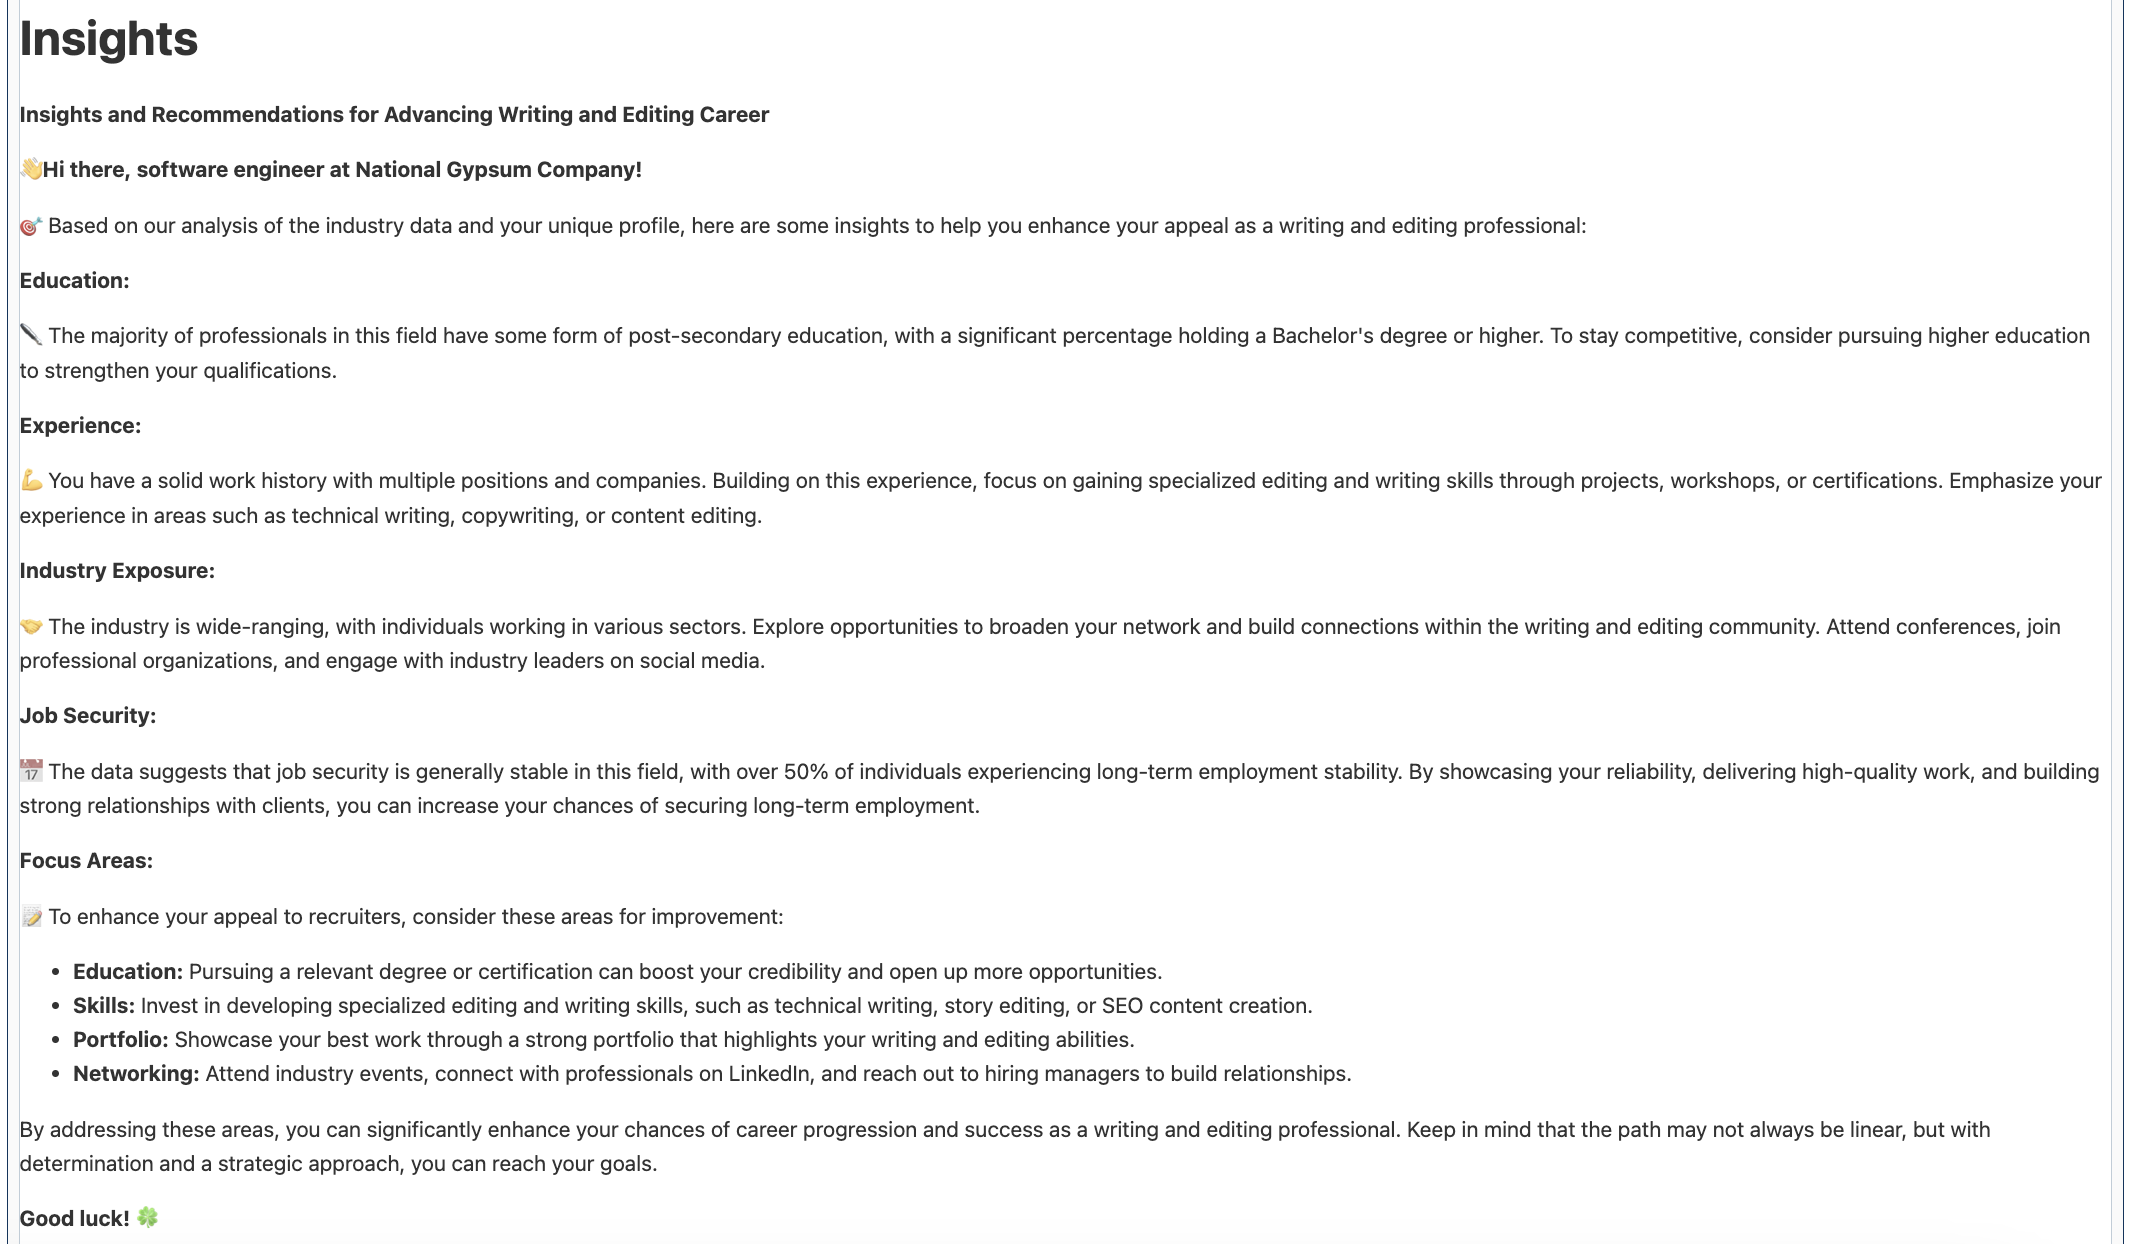 Insights
Insights and Recommendations for Advancing Writing and Editing Career
👋Hi there, software engineer at National Gypsum Company!
🎯 Based on our analysis of the industry data and your unique profile, here are some insights to help you enhance your appeal as a writing and editing professional:
Education:
✒️ The majority of professionals in this field have some form of post-secondary education, with a significant percentage holding a Bachelor's degree or higher. To stay competitive, consider pursuing higher education
to strengthen your qualifications.
Experience:
💪 You have a solid work history with multiple positions and companies. Building on this experience, focus on gaining specialized editing and writing skills through projects, workshops, or certifications. Emphasize your
experience in areas such as technical writing, copywriting, or content editing.
Industry Exposure:
🤝 The industry is wide-ranging, with individuals working in various sectors. Explore opportunities to broaden your network and build connections within the writing and editing community. Attend conferences, join
professional organizations, and engage with industry leaders on social media.
Job Security:
📅 The data suggests that job security is generally stable in this field, with over 50% of individuals experiencing long-term employment stability. By showcasing your reliability, delivering high-quality work, and building
strong relationships with clients, you can increase your chances of securing long-term employment.
Focus Areas:
📝 To enhance your appeal to recruiters, consider these areas for improvement:
• Education: Pursuing a relevant degree or certification can boost your credibility and open up more opportunities.
• Skills: Invest in developing specialized editing and writing skills, such as technical writing, story editing, or SEO content creation.
• Portfolio: Showcase your best work through a strong portfolio that highlights your writing and editing abilities.
• Networking: Attend industry events, connect with professionals on LinkedIn, and reach out to hiring managers to build relationships.
By addressing these areas, you can significantly enhance your chances of career progression and success as a writing and editing professional. Keep in mind that the path may not always be linear, but with
determination and a strategic approach, you can reach your goals.
Good luck! 🍀